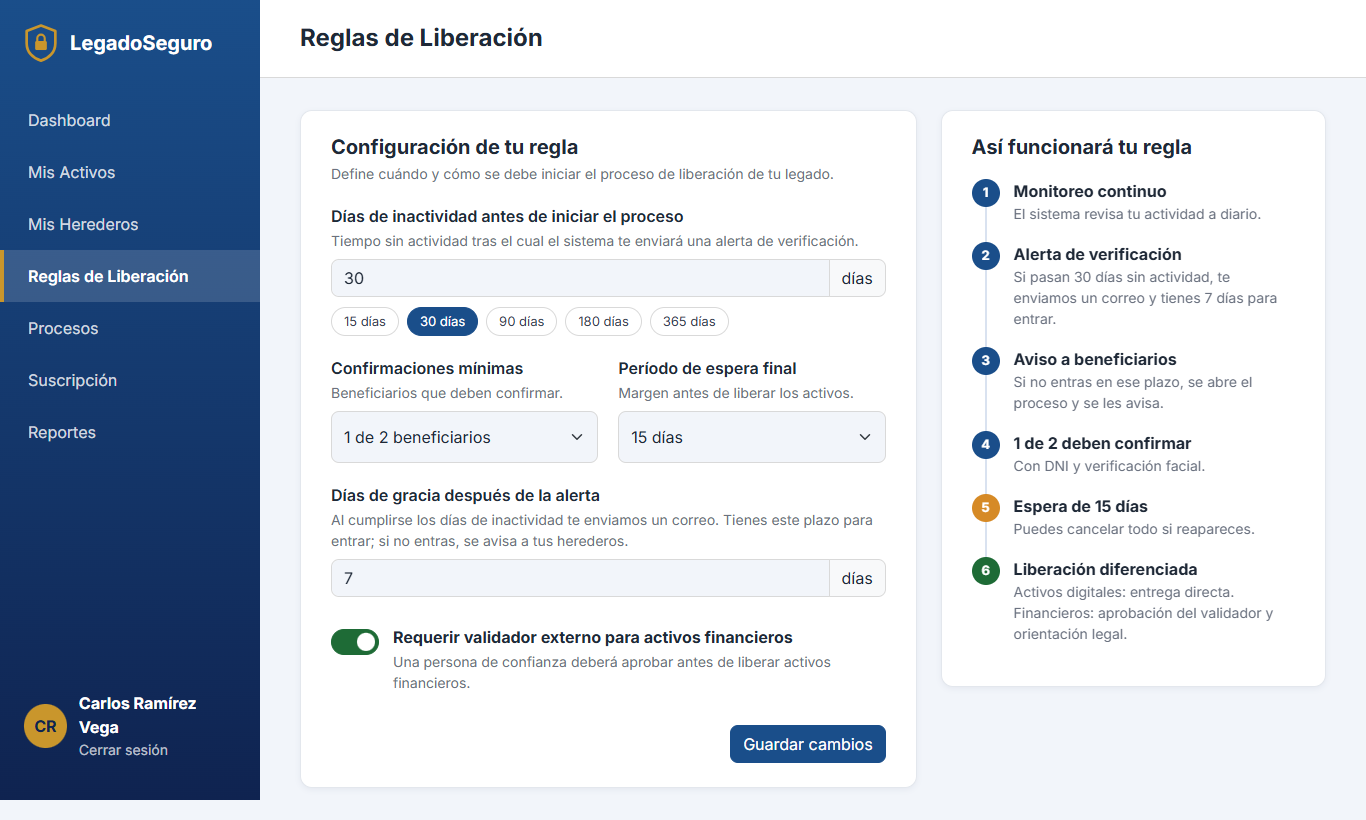 LegadoSeguro
Dashboard
Mis Activos
Mis Herederos
Reglas de Liberación
Procesos
Suscripción
Reportes
CR
Carlos Ramírez
Vega
Cerrar sesión
Reglas de Liberación
Configuración de tu regla
Define cuándo y cómo se debe iniciar el proceso de liberación de tu legado.
Días de inactividad antes de iniciar el proceso
Tiempo sin actividad tras el cual el sistema te enviará una alerta de verificación.
30 días
15 días 30 días 90 días 180 días 365 días
Confirmaciones mínimas
Beneficiarios que deben confirmar.
1 de 2 beneficiarios
Período de espera final
Margen antes de liberar los activos.
15 días
Días de gracia después de la alerta
Al cumplirse los días de inactividad te enviamos un correo. Tienes este plazo para
entrar; si no entras, se avisa a tus herederos.
7 días
Requerir validador externo para activos financieros
Una persona de confianza deberá aprobar antes de liberar activos
financieros.
Guardar cambios
Así funcionará tu regla
1 Monitoreo continuo
El sistema revisa tu actividad a diario.
2 Alerta de verificación
Si pasan 30 días sin actividad, te
enviamos un correo y tienes 7 días para
entrar.
3 Aviso a beneficiarios
Si no entras en ese plazo, se abre el
proceso y se les avisa.
4 1 de 2 deben confirmar
Con DNI y verificación facial.
5 Espera de 15 días
Puedes cancelar todo si reapareces.
6 Liberación diferenciada
Activos digitales: entrega directa.
Financieros: aprobación del validador y
orientación legal.